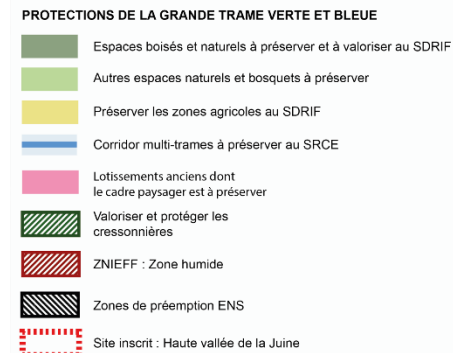 PROTECTIONS DE LA GRANDE TRAME VERTE ET BLEUE
Espaces boisés et naturels à préserver et à valoriser au SDRIF
Autres espaces naturels et bosquets à préserver
Préserver les zones agricoles au SDRIF
Corridor multi-trames à préserver au SRCE
Lotissements anciens dont
le cadre paysager est à préserver
Valoriser et protéger les
cressonnières
ZNIEFF : Zone humide
Zones de préemption ENS
Site inscrit : Haute vallée de la Juine